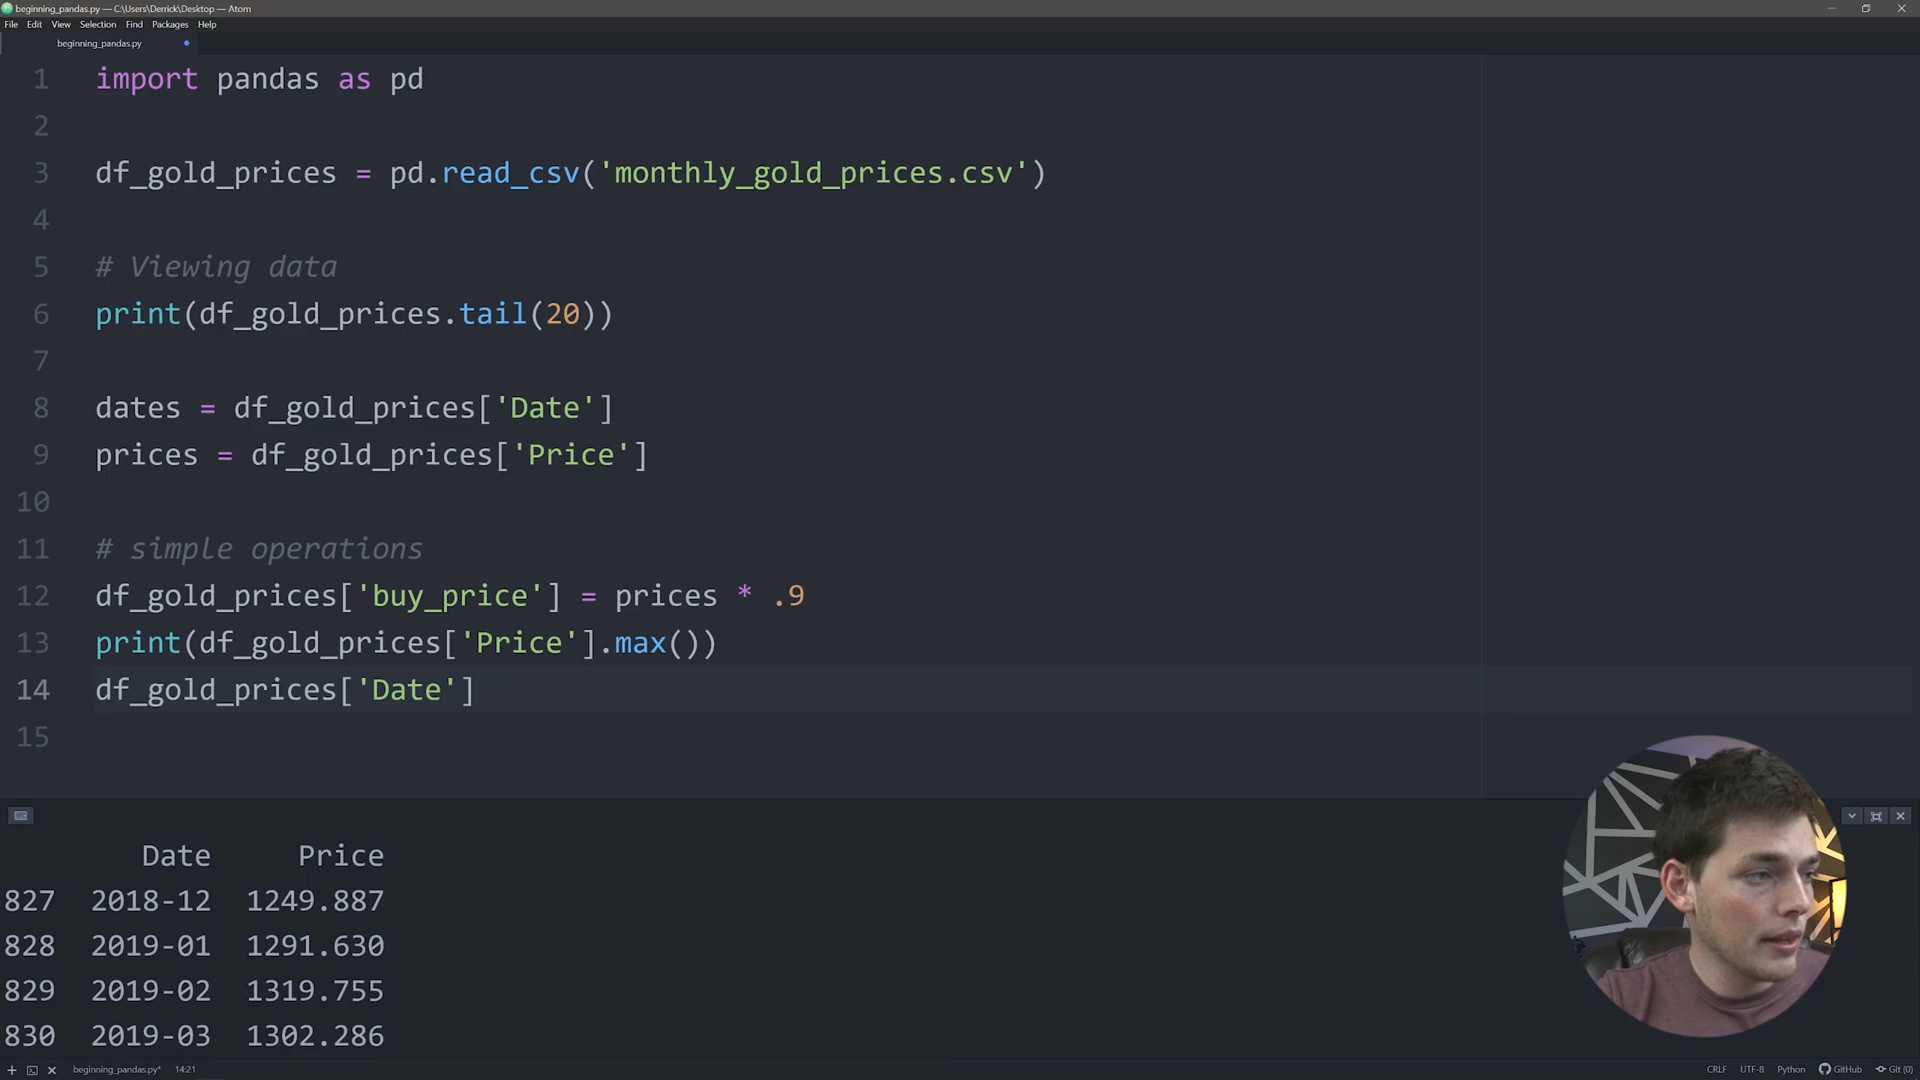 beginning_pandas.py — C:\Users\Derrick\Desktop — Atom
File Edit View Selection Find Packages Help
beginning_pandas.py
1 import pandas as pd
2
3 df_gold_prices = pd.read_csv('monthly_gold_prices.csv')
4
5 # Viewing data
6 print(df_gold_prices.tail(20))
7
8 dates = df_gold_prices['Date']
9 prices = df_gold_prices['Price']
10
11 # simple operations
12 df_gold_prices['buy_price'] = prices * .9
13 print(df_gold_prices['Price'].max())
14 df_gold_prices['Date']
15
Date Price
827 2018-12 1249.887
828 2019-01 1291.630
829 2019-02 1319.755
830 2019-03 1302.286
beginning_pandas.py* 14:21 CRLF UTF-8 Python GitHub Git (0)